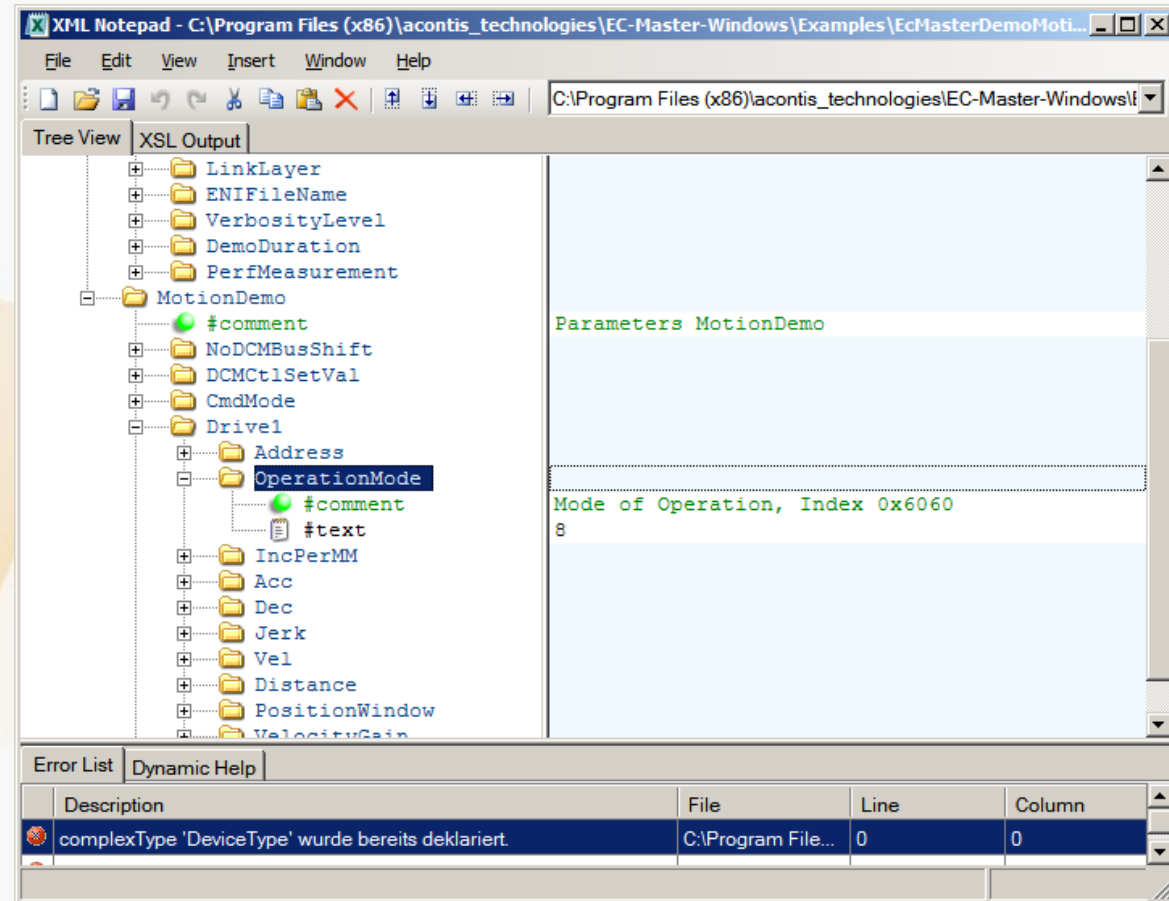 XML Notepad - C:\Program Files (x86)\acontis_technologies\EC-Master-Windows\Examples\EcMasterDemoMoti...
File Edit View Insert Window Help
C:\Program Files (x86)\acontis_technologies\EC-Master-Windows\
Tree View XSL Output
LinkLayer
ENIFileName
VerbosityLevel
DemoDuration
PerfMeasurement
MotionDemo
#comment Parameters MotionDemo
NoDCMBusShift
DCMCtlSetVal
CmdMode
Drive1
Address
OperationMode
#comment Mode of Operation, Index 0x6060
#text 8
IncPerMM
Acc
Dec
Jerk
Vel
Distance
PositionWindow
VelocityGain
Error List Dynamic Help
Description File Line Column
complexType 'DeviceType' wurde bereits deklariert. C:\Program File... 0 0